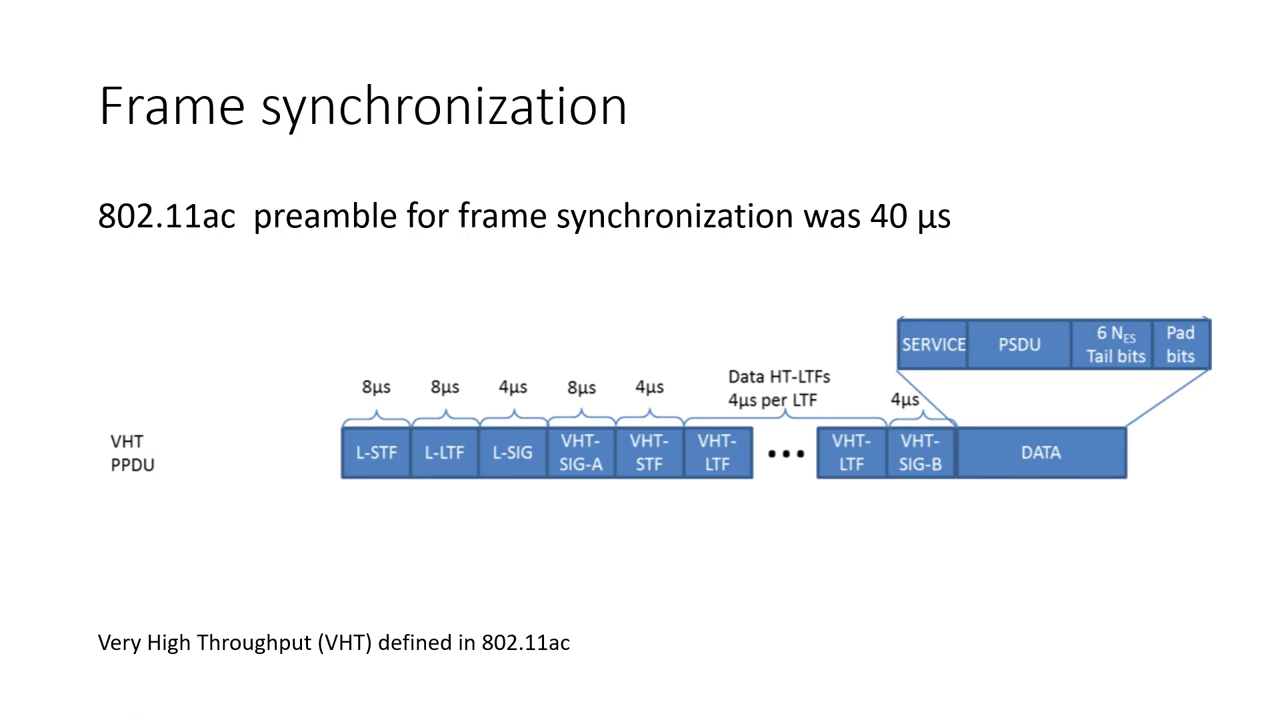 Frame synchronization
802.11ac  preamble for frame synchronization was 40 µs
SERVICE
PSDU
6 NES
Tail bits
Pad
bits
8µs
8µs
4µs
8µs
4µs
Data HT-LTFs
4µs per LTF
4µs
VHT
PPDU
L-STF
L-LTF
L-SIG
VHT-
SIG-A
VHT-
STF
VHT-
LTF
•••
VHT-
LTF
VHT-
SIG-B
DATA
Very High Throughput (VHT) defined in 802.11ac